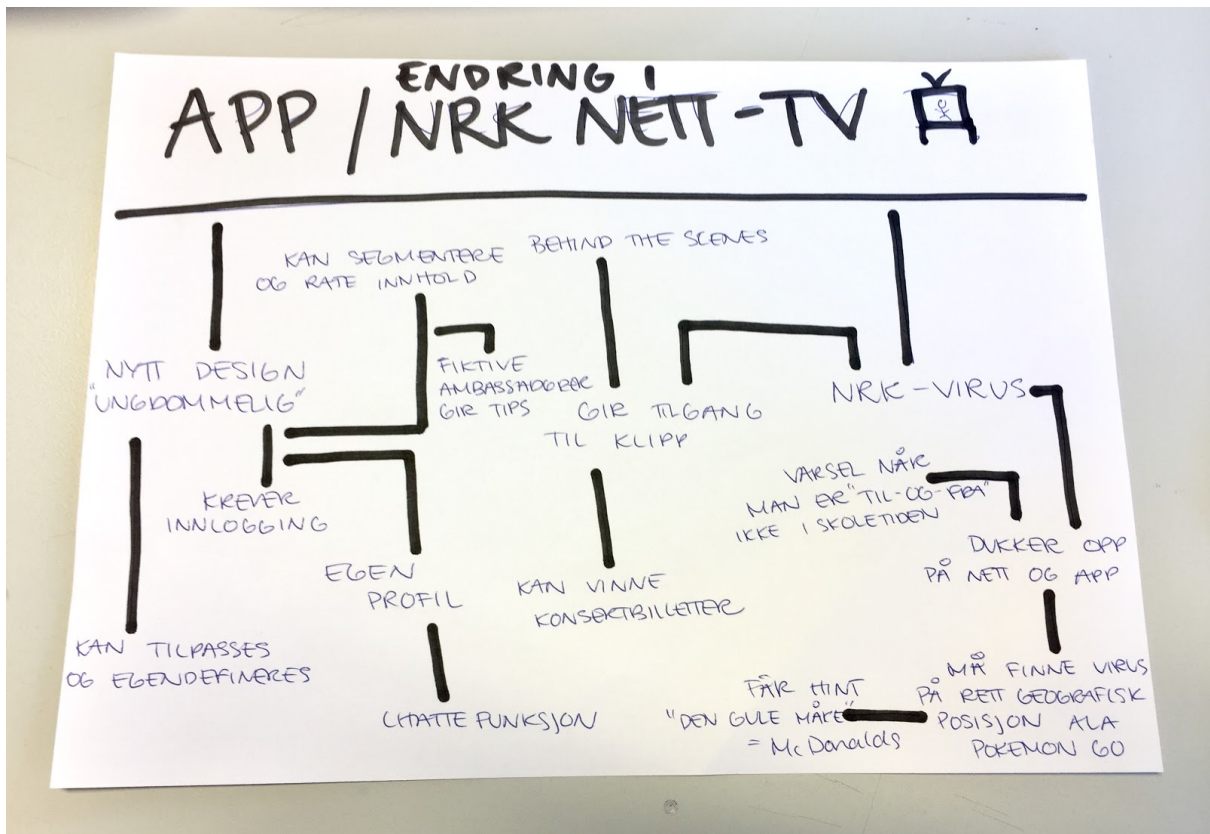 ENDRING I
APP / NRK NETT-TV
KAN SEGMENTERE
OG RATE INNHOLD
BEHIND THE SCENES
NYTT DESIGN
"UNGDOMMELIG"
FIKTIVE
AMBASSADØRER
GIR TIPS
GIR TILGANG
TIL KLIPP
NRK-VIRUS
KREVER
INNLOGGING
VARSEL NÅR
MAN ER "TIL-OG-FRA"
IKKE I SKOLETIDEN
EGEN
PROFIL
KAN VINNE
KONSERTBILLETTER
DUKKER OPP
PÅ NETT OG APP
KAN TILPASSES
OG EGENDEFINERES
CHATTEFUNKSJON
FÅR HINT
"DEN GULE MÅKE"
= McDonalds
MÅ FINNE VIRUS
PÅ RETT GEOGRAFISK
POSISJON ALA
POKEMON GO